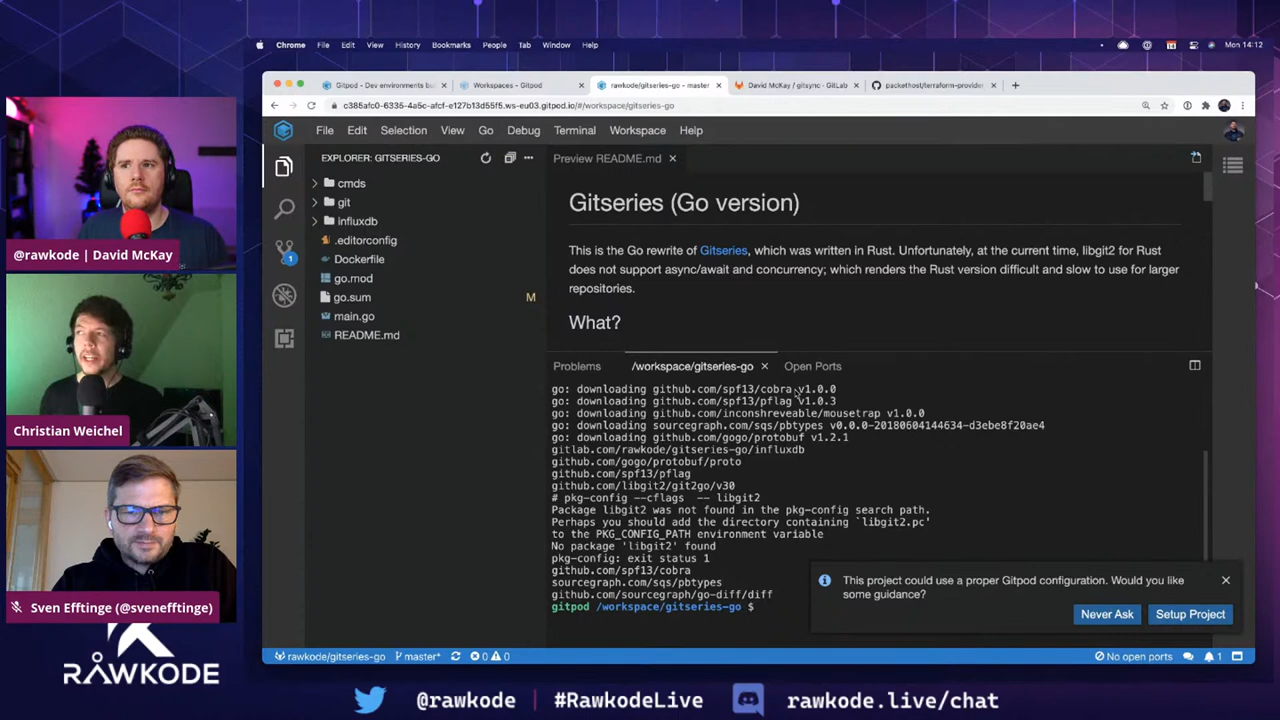 Chrome File Edit View History Bookmarks People Tab Window Help Mon 14:12
Gitpod - Dev environments bu Workspaces - Gitpod rawkode/gitseries-go - master David McKay / gitsync · GitLab packethost/terraform-provider
c385afc0-6335-4a5c-afcf-e127b13d55f5.ws-eu03.gitpod.io/#/workspace/gitseries-go
File Edit Selection View Go Debug Terminal Workspace Help
EXPLORER: GITSERIES-GO
cmds
git
influxdb
.editorconfig
Dockerfile
go.mod
go.sum M
main.go
README.md
1
Preview README.md
Gitseries (Go version)
This is the Go rewrite of Gitseries, which was written in Rust. Unfortunately, at the current time, libgit2 for Rust
does not support async/await and concurrency; which renders the Rust version difficult and slow to use for larger
repositories.
What?
Problems /workspace/gitseries-go Open Ports
go: downloading github.com/spf13/cobra v1.0.0
go: downloading github.com/spf13/pflag v1.0.3
go: downloading github.com/inconshreveable/mousetrap v1.0.0
go: downloading sourcegraph.com/sqs/pbtypes v0.0.0-20180604144634-d3ebe8f20ae4
go: downloading github.com/gogo/protobuf v1.2.1
gitlab.com/rawkode/gitseries-go/influxdb
github.com/gogo/protobuf/proto
github.com/spf13/pflag
github.com/libgit2/git2go/v30
# pkg-config --cflags -- libgit2
Package libgit2 was not found in the pkg-config search path.
Perhaps you should add the directory containing `libgit2.pc'
to the PKG_CONFIG_PATH environment variable
No package 'libgit2' found
pkg-config: exit status 1
github.com/spf13/cobra
sourcegraph.com/sqs/pbtypes
github.com/sourcegraph/go-diff/diff
gitpod /workspace/gitseries-go $
This project could use a proper Gitpod configuration. Would you like
some guidance?
Never Ask Setup Project
rawkode/gitseries-go master* 0 0 No open ports 1
@rawkode | David McKay
Christian Weichel
Sven Efftinge (@svenefftinge)
RAWKODE
@rawkode #RawkodeLive rawkode.live/chat